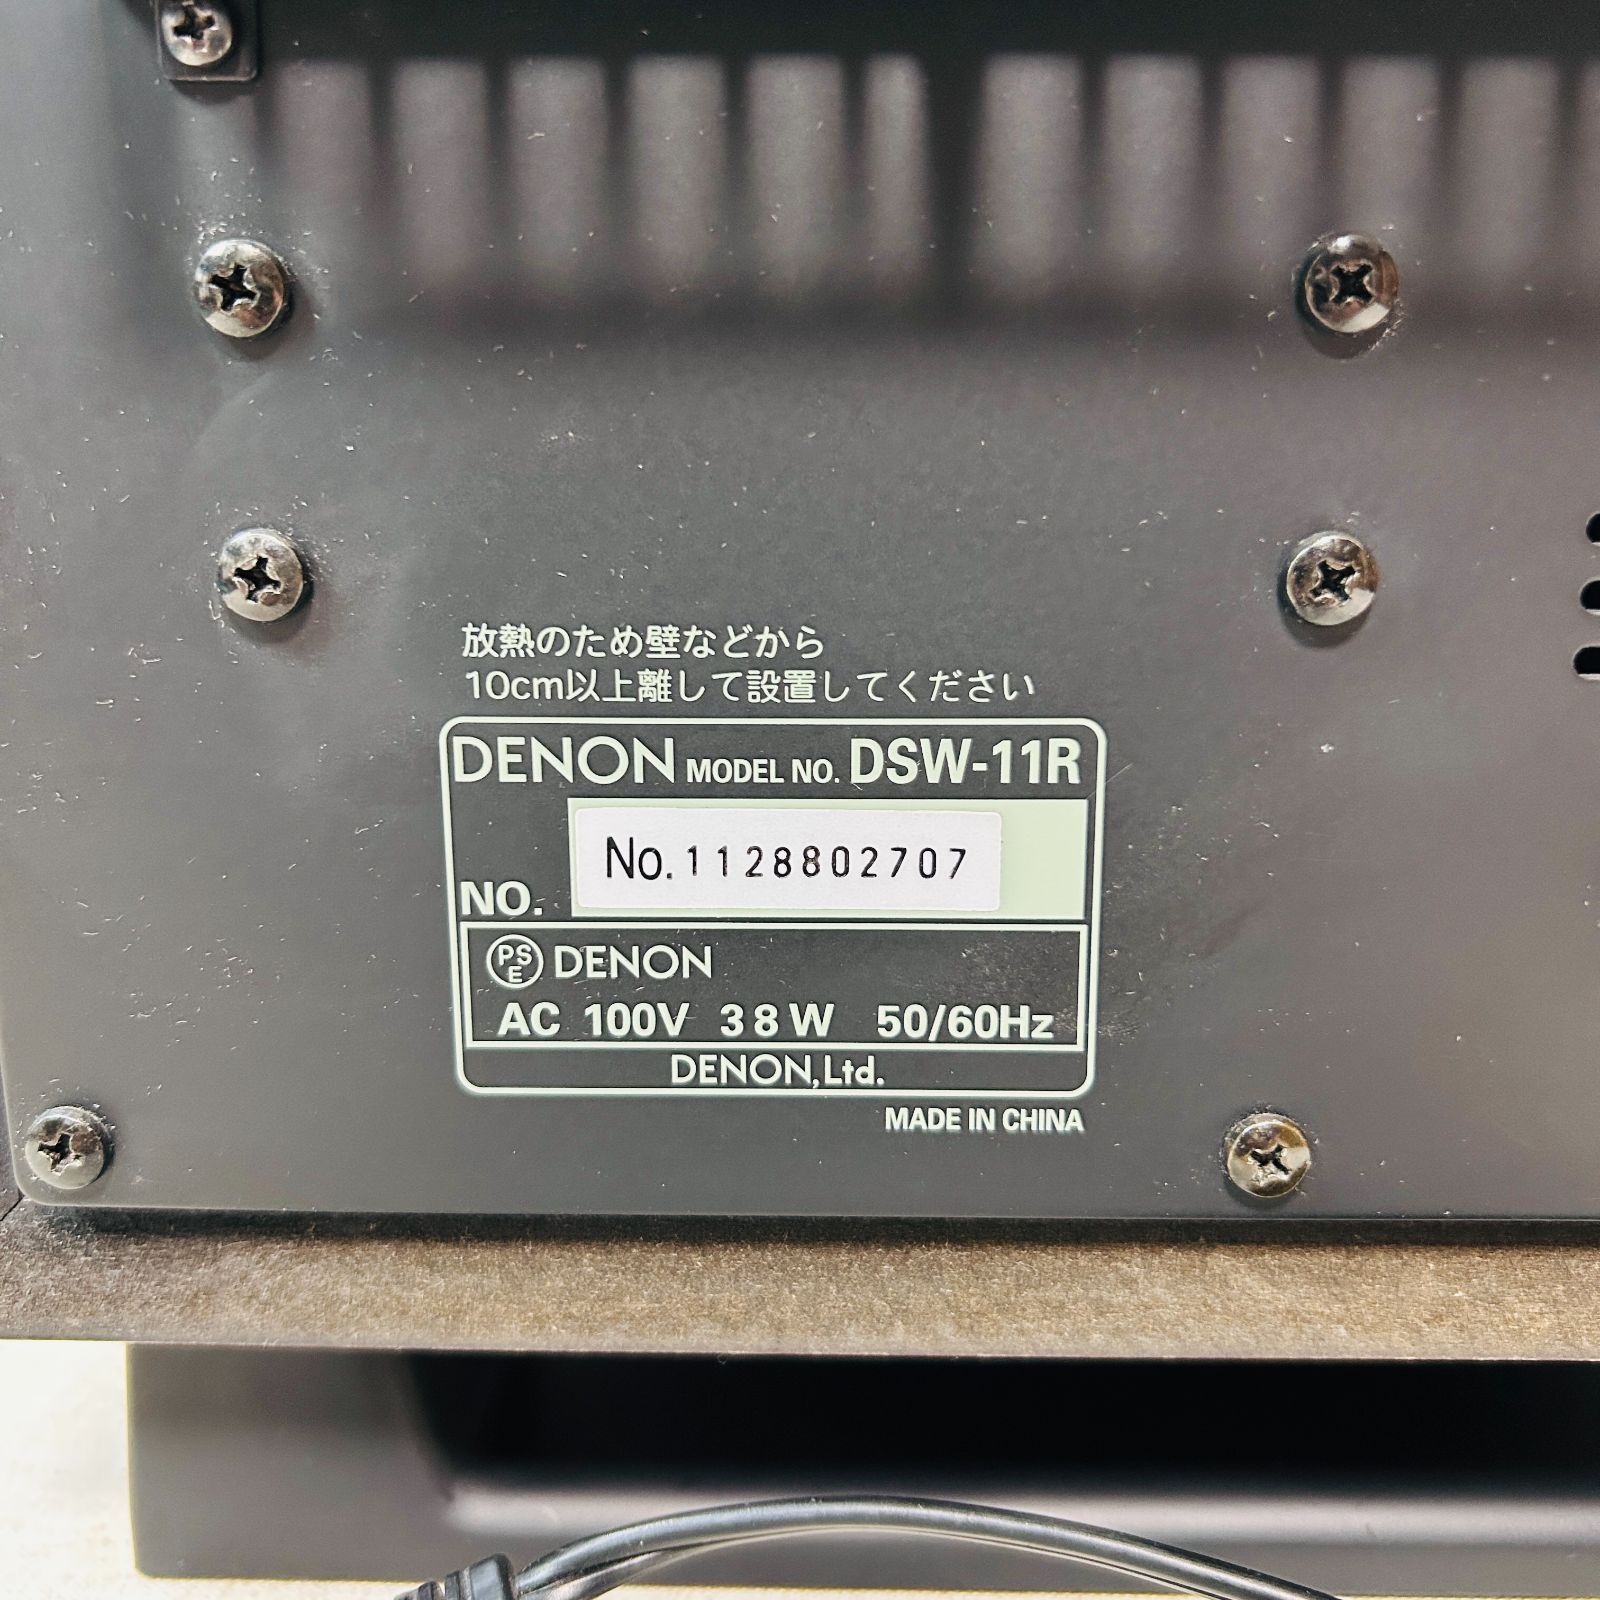 放熱のため壁などから
10cm以上離して設置してください
DENON MODEL NO. DSW-11R
No.1128802707
NO.
PSE DENON
AC 100V 38W 50/60Hz
DENON,Ltd.
MADE IN CHINA